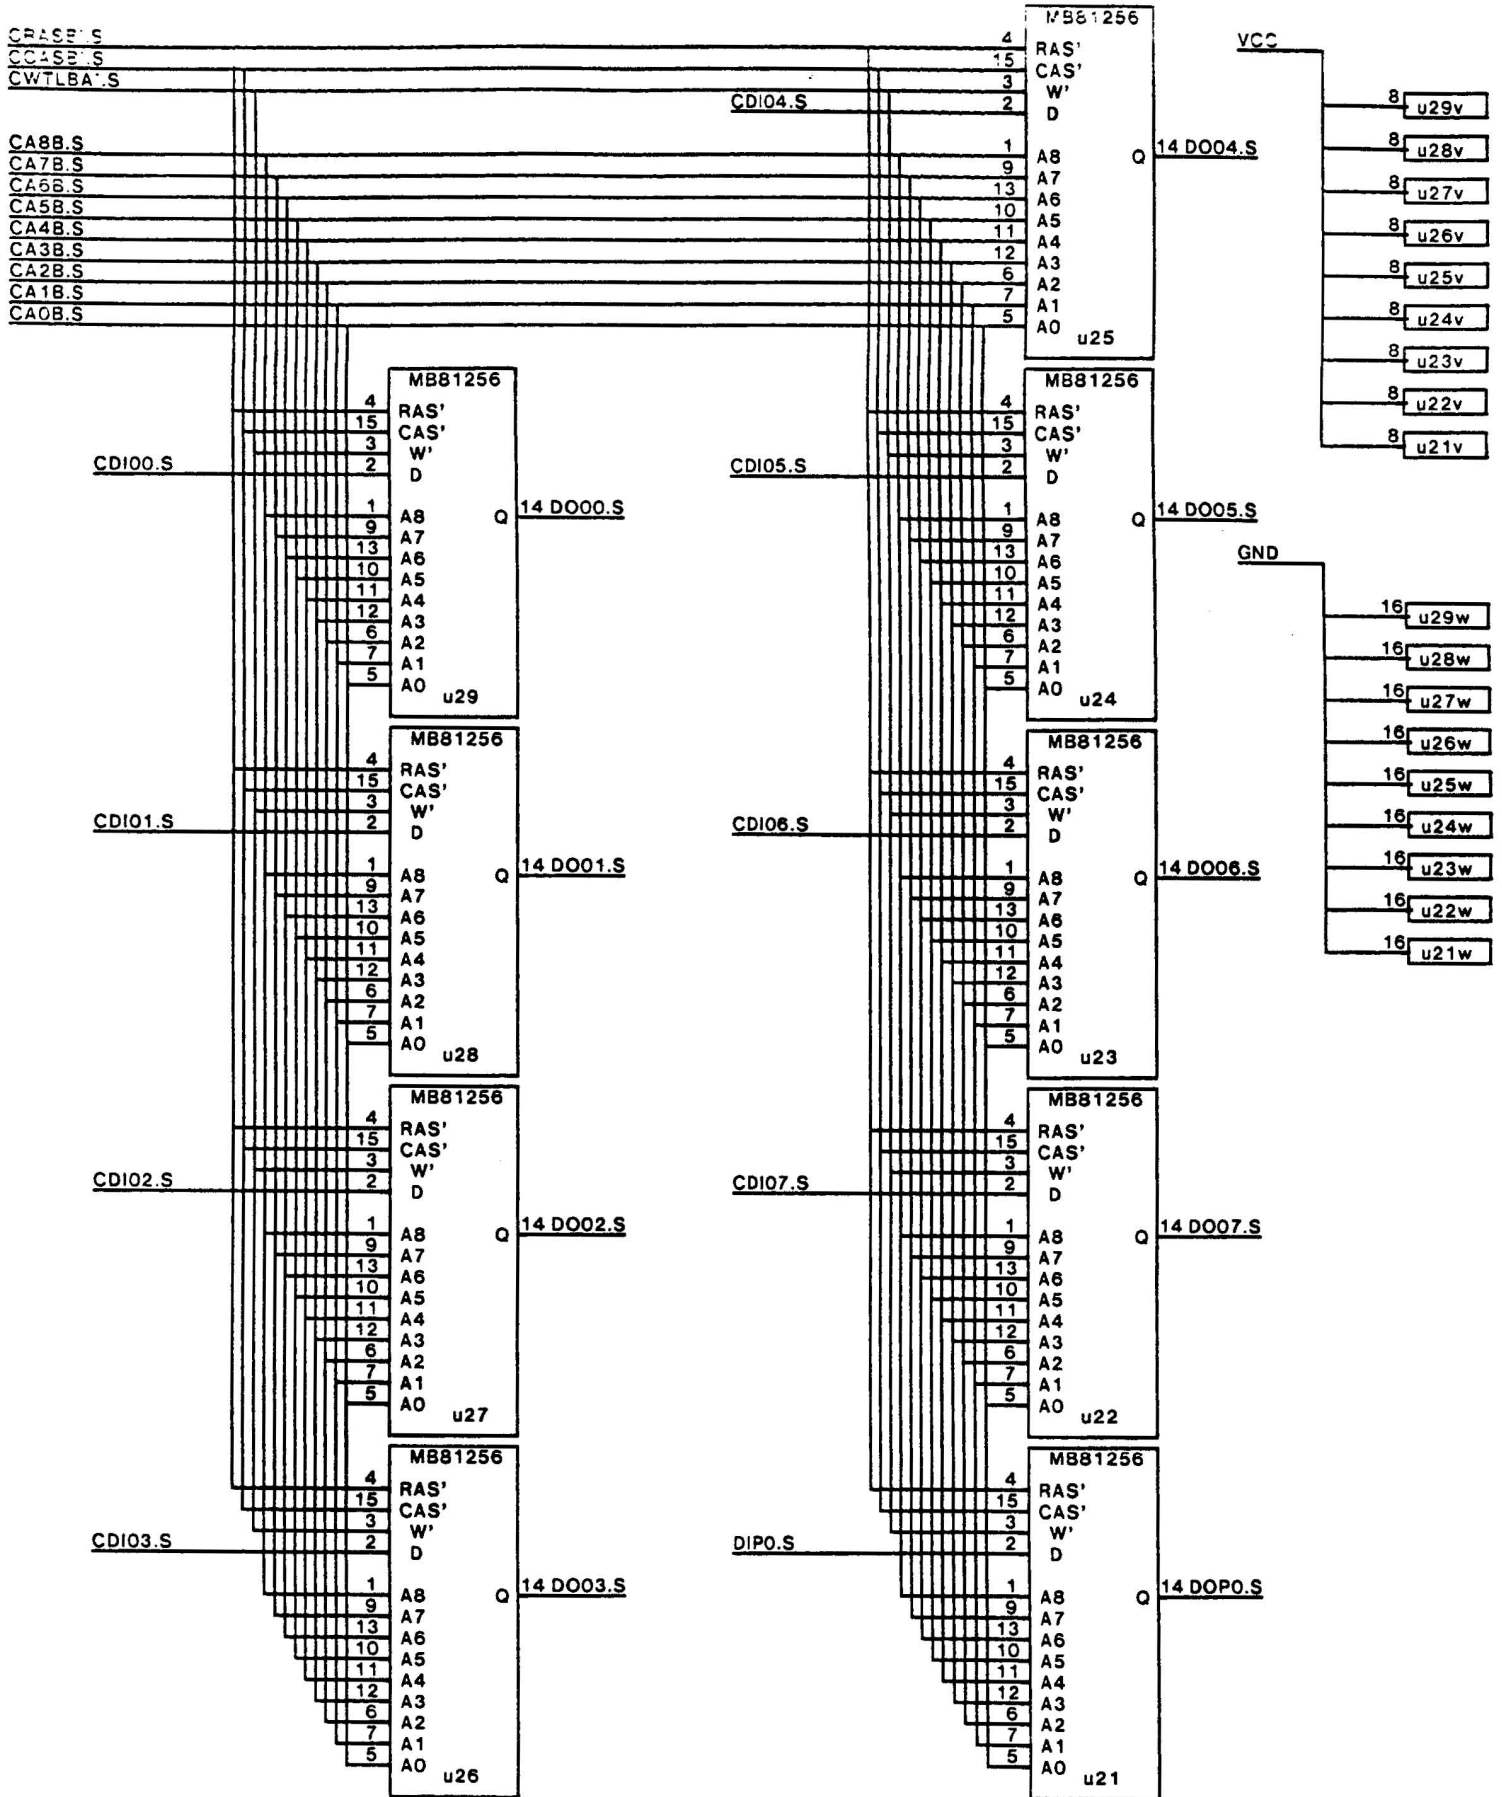 MB81256
CWTLBA'.S
CA8B.S
CA7B.S
CA6B.S
CA5B.S
CA4B.S
CA3B.S
CA2B.S
CA1B.S
CA0B.S
CDI04.S
4 RAS'
15 CAS'
3 W'
2 D
1 A8
9 A7
13 A6
10 A5
11 A4
12 A3
6 A2
7 A1
5 A0
Q 14 DO04.S
u25
MB81256
CDI00.S
4 RAS'
15 CAS'
3 W'
2 D
1 A8
9 A7
13 A6
10 A5
11 A4
12 A3
6 A2
7 A1
5 A0
Q 14 DO00.S
u29
MB81256
CDI01.S
4 RAS'
15 CAS'
3 W'
2 D
1 A8
9 A7
13 A6
10 A5
11 A4
12 A3
6 A2
7 A1
5 A0
Q 14 DO01.S
u28
MB81256
CDI02.S
4 RAS'
15 CAS'
3 W'
2 D
1 A8
9 A7
13 A6
10 A5
11 A4
12 A3
6 A2
7 A1
5 A0
Q 14 DO02.S
u27
MB81256
CDI03.S
4 RAS'
15 CAS'
3 W'
2 D
1 A8
9 A7
13 A6
10 A5
11 A4
12 A3
6 A2
7 A1
5 A0
Q 14 DO03.S
u26
MB81256
CDI05.S
4 RAS'
15 CAS'
3 W'
2 D
1 A8
9 A7
13 A6
10 A5
11 A4
12 A3
6 A2
7 A1
5 A0
Q 14 DO05.S
u24
MB81256
CDI06.S
4 RAS'
15 CAS'
3 W'
2 D
1 A8
9 A7
13 A6
10 A5
11 A4
12 A3
6 A2
7 A1
5 A0
Q 14 DO06.S
u23
MB81256
CDI07.S
4 RAS'
15 CAS'
3 W'
2 D
1 A8
9 A7
13 A6
10 A5
11 A4
12 A3
6 A2
7 A1
5 A0
Q 14 DO07.S
u22
MB81256
DIP0.S
4 RAS'
15 CAS'
3 W'
2 D
1 A8
9 A7
13 A6
10 A5
11 A4
12 A3
6 A2
7 A1
5 A0
Q 14 DOP0.S
u21
VCC
8 u29v
8 u28v
8 u27v
8 u26v
8 u25v
8 u24v
8 u23v
8 u22v
8 u21v
GND
16 u29w
16 u28w
16 u27w
16 u26w
16 u25w
16 u24w
16 u23w
16 u22w
16 u21w